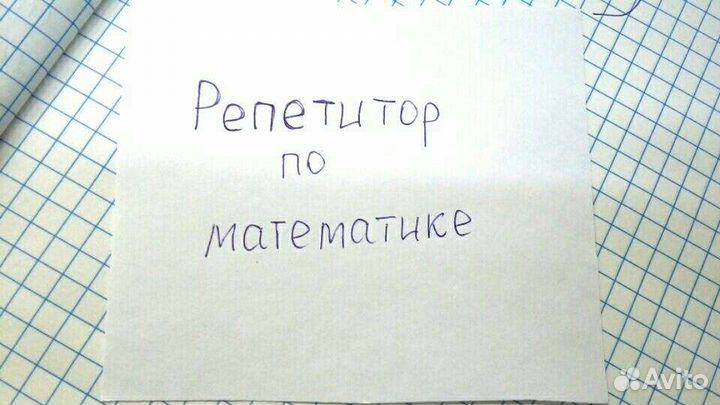 Репетитор
по
математике
Avito